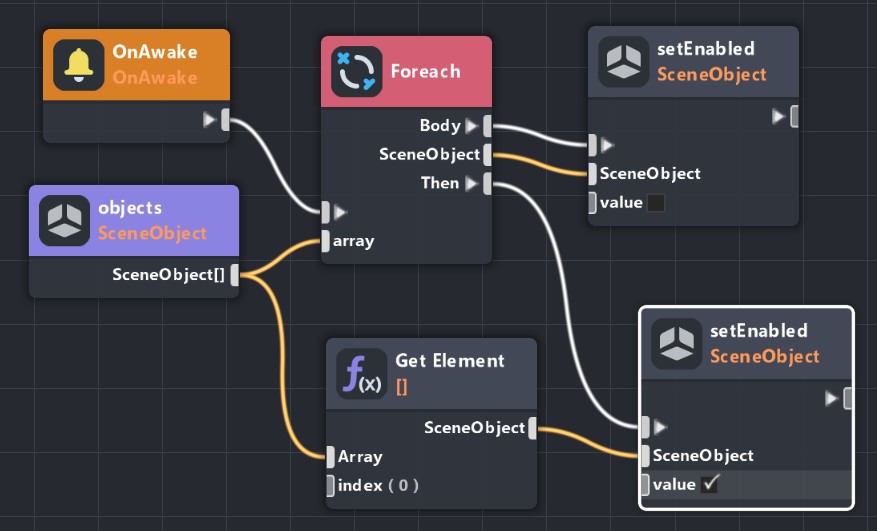 OnAwake
OnAwake
objects
SceneObject
SceneObject[]
Foreach
Body
SceneObject
Then
array
setEnabled
SceneObject
SceneObject
value
Get Element
[]
SceneObject
Array
index ( 0 )
setEnabled
SceneObject
SceneObject
value